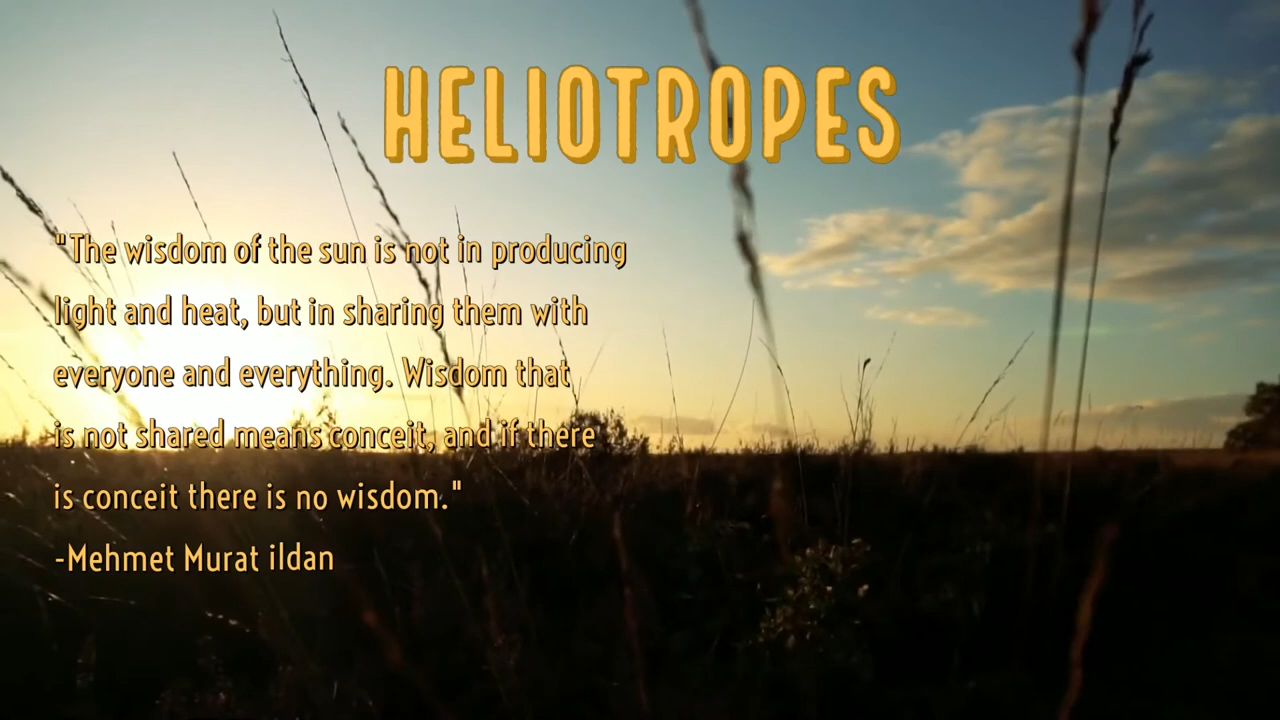 HELIOTROPES
"The wisdom of the sun is not in producing
light and heat, but in sharing them with
everyone and everything. Wisdom that
is not shared means conceit, and if there
is conceit there is no wisdom."
-Mehmet Murat ildan